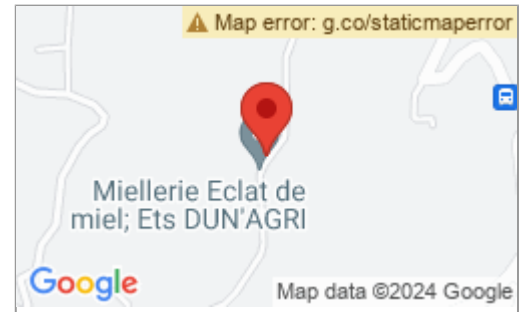 Map error: g.co/staticmaperror
Miellerie Eclat de
miel; Ets DUN'AGRI
Google
Map data ©2024 Google